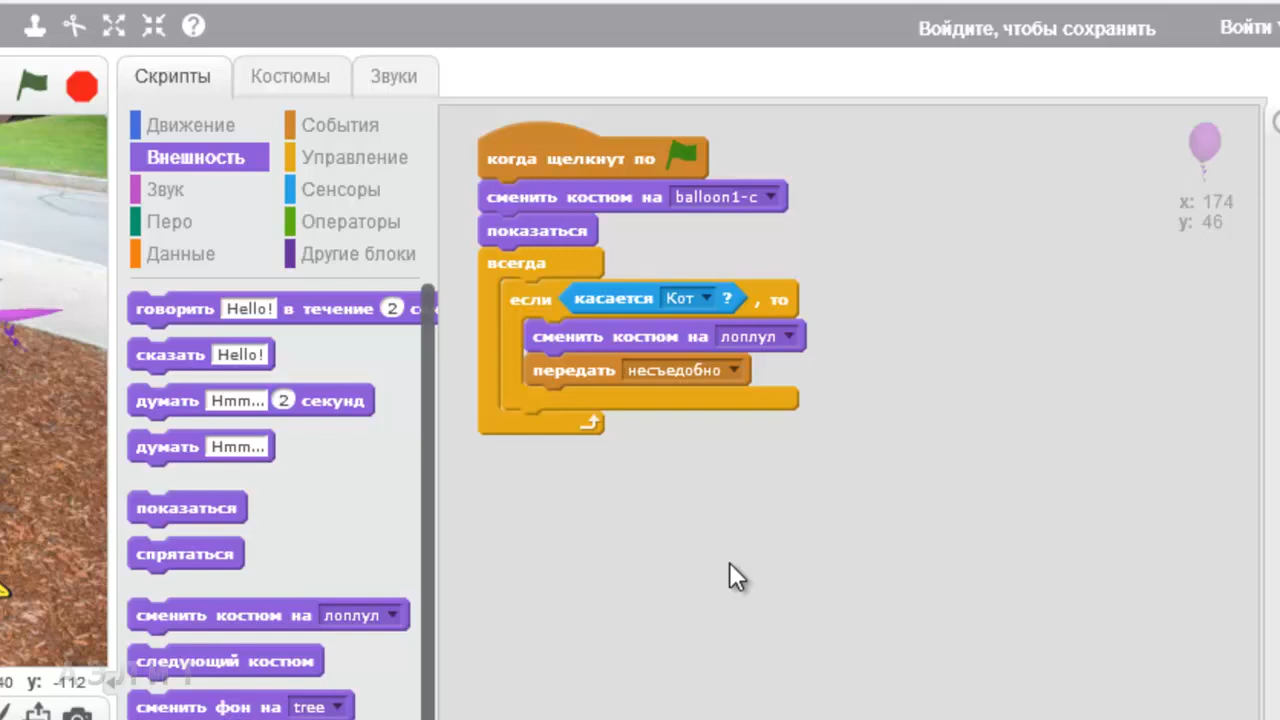 Войдите, чтобы сохранить
Войти
Скрипты
Костюмы
Звуки
Движение
События
Внешность
Управление
Звук
Сенсоры
Перо
Операторы
Данные
Другие блоки
говорить Hello! в течение 2
сказать Hello!
думать Hmm... 2 секунд
думать Hmm...
показаться
спрятаться
сменить костюм на лоплул
следующий костюм
сменить фон на tree
когда щелкнут по
сменить костюм на balloon1-c
показаться
всегда
если касается Кот ? , то
сменить костюм на лоплул
передать несъедобно
x: 174
y: 46
40 y: -112